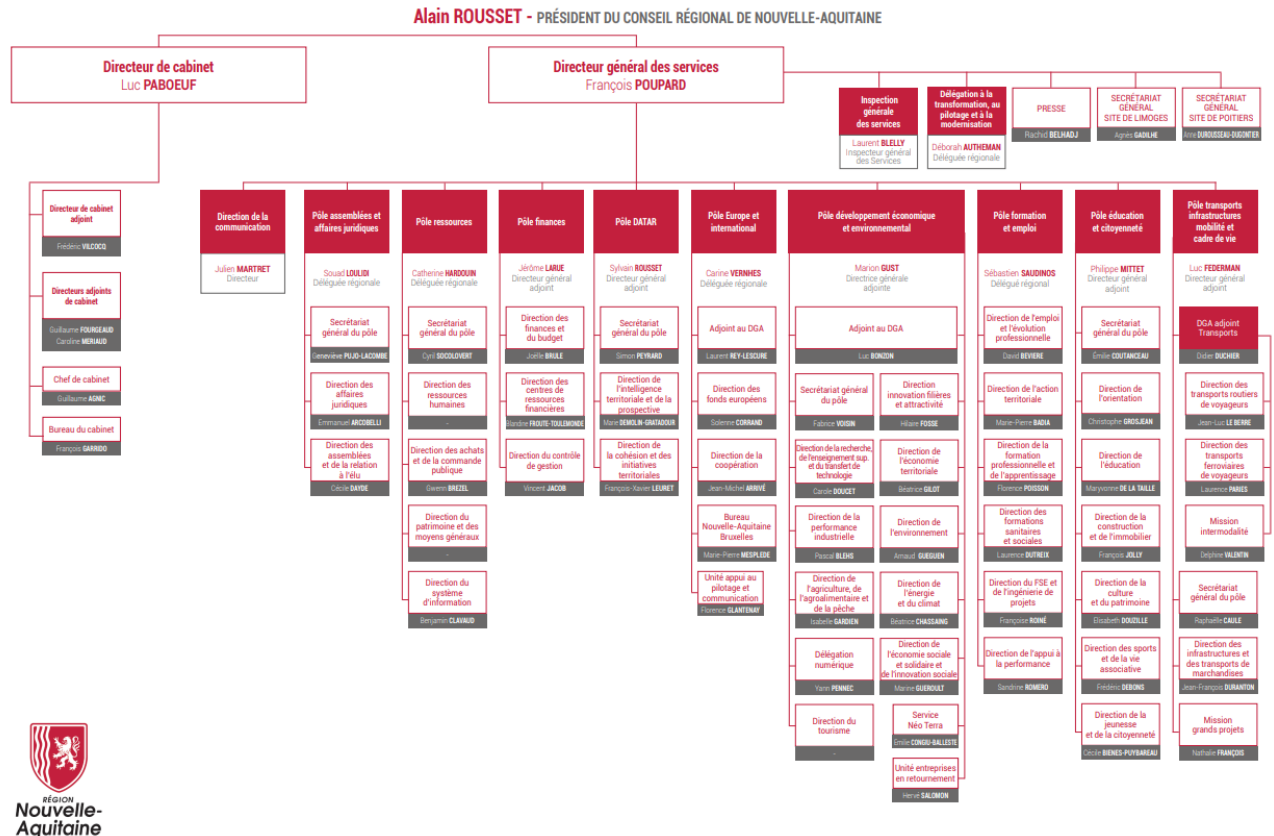 Alain ROUSSET - PRÉSIDENT DU CONSEIL RÉGIONAL DE NOUVELLE-AQUITAINE
Directeur de cabinet
Luc PABOEUF
Directeur général des services
François POUPARD
Inspection
générale
des services
Laurent BLELLY
Inspecteur général
des Services
Délégation à la
transformation, au
pilotage et à la
modernisation
Déborah AUTHEMAN
Déléguée régionale
PRESSE
Rachid BELHADJ
SECRÉTARIAT
GÉNÉRAL
SITE DE LIMOGES
Agnès GADILHE
SECRÉTARIAT
GÉNÉRAL
SITE DE POITIERS
Anne DUROUSSEAU-DUGONTIER
Directeur de cabinet
adjoint
Frédéric VILCOCQ
Directeurs adjoints
de cabinet
Guillaume FOURGEAUD
Caroline MERIAUD
Chef de cabinet
Guillaume AGNIC
Bureau du cabinet
François GARRIDO
Direction de la
communication
Julien MARTRET
Directeur
Pôle assemblées et
affaires juridiques
Souad LOULIDI
Déléguée régionale
Secrétariat
général du pôle
Geneviève PUJO-LACOMBE
Direction des
affaires
juridiques
Emmanuel ARCOBELLI
Direction des
assemblées
et de la relation
à l'élu
Cécile DAYDE
Pôle ressources
Catherine HARDOUIN
Déléguée régionale
Secrétariat
général du pôle
Cyril SOCOLOVERT
Direction des
ressources
humaines
-
Direction des achats
et de la commande
publique
Gwenn BREZEL
Direction du
patrimoine et des
moyens généraux
-
Direction du
système
d'information
Benjamin CLAVAUD
Pôle finances
Jérôme LARUE
Directeur général
adjoint
Direction des
finances et
du budget
Joëlle BRULE
Direction des
centres de
ressources
financières
Blandine FROUTE-TOULEMONDE
Direction du contrôle
de gestion
Vincent JACOB
Pôle DATAR
Sylvain ROUSSET
Directeur général
adjoint
Secrétariat
général du pôle
Simon PEYRARD
Direction de
l'intelligence
territoriale et de la
prospective
Marie DEMOLIN-GRATADOUR
Direction de
la cohésion et des
initiatives
territoriales
François-Xavier LEURET
Pôle Europe et
international
Carine VERNHES
Déléguée régionale
Adjoint au DGA
Laurent REY-LESCURE
Direction des
fonds européens
Solenne CORRAND
Direction de la
coopération
Jean-Michel ARRIVÉ
Bureau
Nouvelle-Aquitaine
Bruxelles
Marie-Pierre MESPLEDE
Unité appui au
pilotage et
communication
Florence GLANTENAY
Pôle développement économique
et environnemental
Marion GUST
Directrice générale
adjointe
Adjoint au DGA
Luc BONZON
Secrétariat général
du pôle
Fabrice VOISIN
Direction de la recherche,
de l'enseignement sup.
et du transfert de
technologie
Carole DOUCET
Direction de la
performance
industrielle
Pascal BLEHS
Direction de
l'agriculture, de
l'agroalimentaire et
de la pêche
Isabelle GARDIEN
Délégation
numérique
Yann PENNEC
Direction du
tourisme
-
Direction
innovation filières
et attractivité
Hilaire FOSSE
Direction de
l'économie
territoriale
Béatrice GILOT
Direction de
l'environnement
Arnaud GUEGUEN
Direction de
l'énergie
et du climat
Béatrice CHASSAING
Direction de
l'économie sociale
et solidaire et
de l'innovation sociale
Marine GUEROULT
Service
Néo Terra
Emilie CONGIU-BALLESTE
Unité entreprises
en retournement
Hervé SALOMON
Pôle formation
et emploi
Sébastien SAUDINOS
Délégué régional
Direction de l'emploi
et l'évolution
professionnelle
David BEVIERE
Direction de l'action
territoriale
Marie-Pierre BADIA
Direction de la
formation
professionnelle et
de l'apprentissage
Florence POISSON
Direction des
formations
sanitaires
et sociales
Laurence DUTREIX
Direction du FSE et
de l'ingénierie de
projets
Françoise ROINÉ
Direction de l'appui à
la performance
Sandrine ROMERO
Pôle éducation
et citoyenneté
Philippe MITTET
Directeur général
adjoint
Secrétariat
général du pôle
Émilie COUTANCEAU
Direction de
l'orientation
Christophe GROSJEAN
Direction de
l'éducation
Maryvonne DE LA TAILLE
Direction de la
construction
et de l'immobilier
François JOLLY
Direction de la
culture
et du patrimoine
Elisabeth DOUZILLE
Direction des sports
et de la vie
associative
Frédéric DEBONS
Direction de la
jeunesse
et de la citoyenneté
Cécile BIENES-PUYBAREAU
Pôle transports
infrastructures
mobilité et
cadre de vie
Luc FEDERMAN
Directeur général
adjoint
DGA adjoint
Transports
Didier DUCHIER
Direction des
transports routiers
de voyageurs
Jean-Luc LE BERRE
Direction des
transports
ferroviaires
de voyageurs
Laurence PARIES
Mission
intermodalité
Delphine VALENTIN
Secrétariat
général du pôle
Raphaëlle CAULE
Direction des
infrastructures et
des transports de
marchandises
Jean-François DURANTON
Mission
grands projets
Nathalie FRANÇOIS
RÉGION
Nouvelle-
Aquitaine